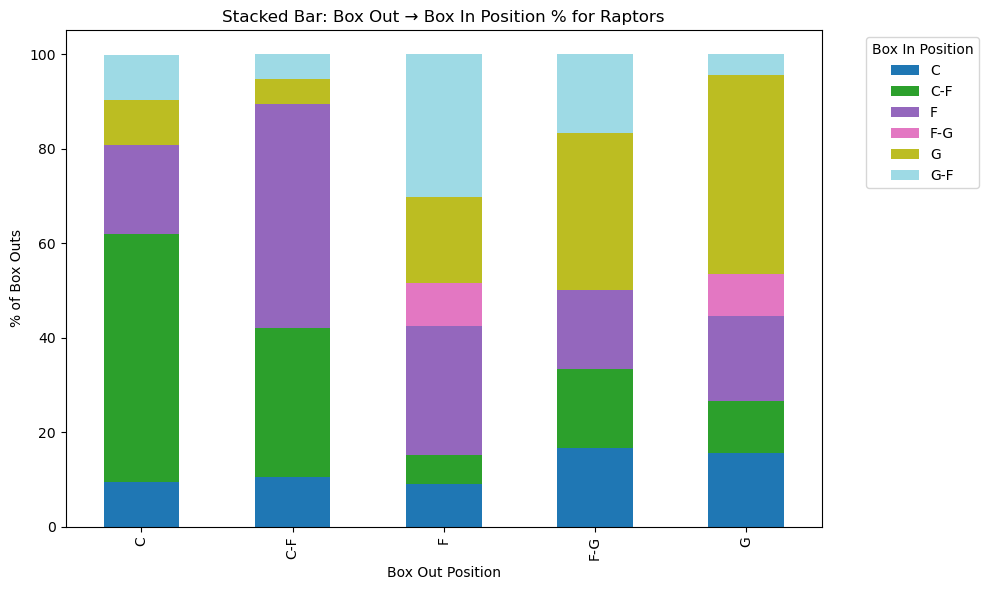 Stacked Bar: Box Out → Box In Position % for Raptors
% of Box Outs
100
80
60
40
20
0
C
C-F
F
F-G
G
Box Out Position
Box In Position
C
C-F
F
F-G
G
G-F